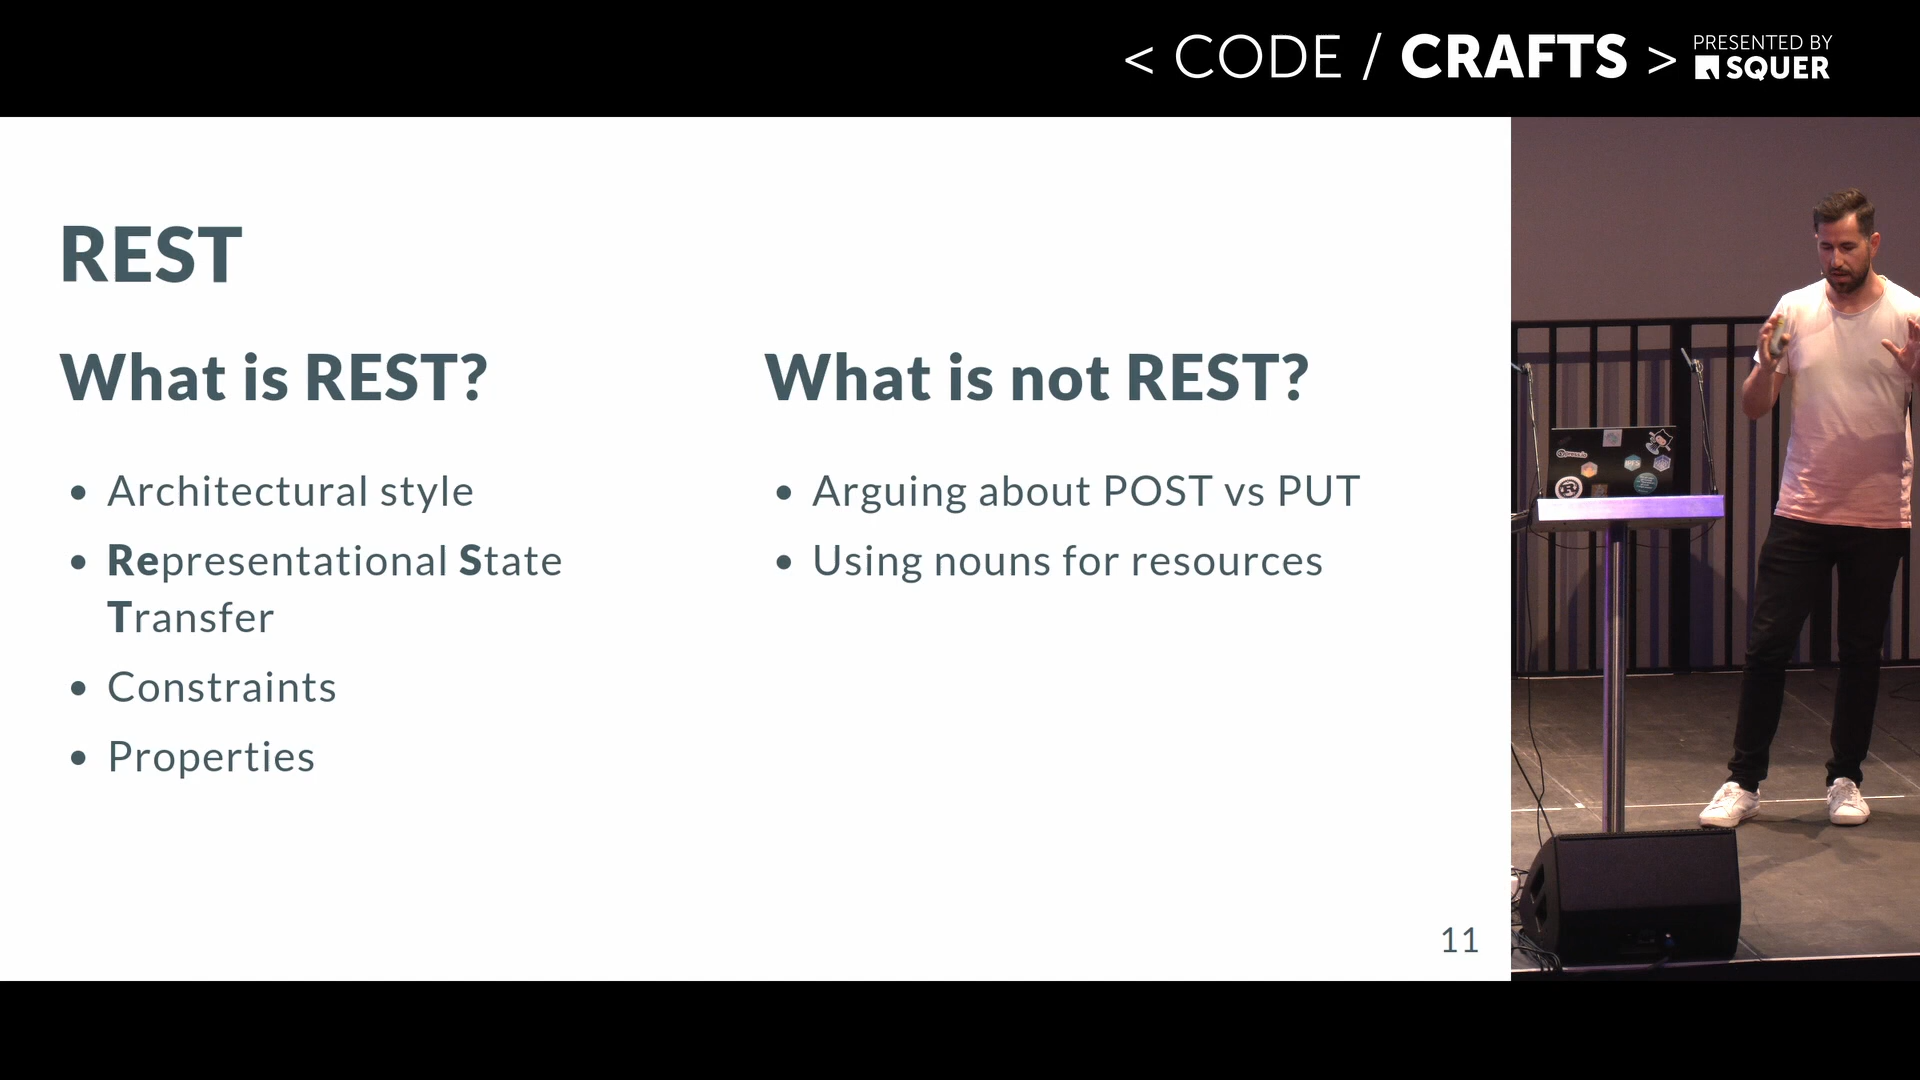 < CODE / CRAFTS >
PRESENTED BY
SQUER
REST
What is REST?
• Architectural style
• Representational State
Transfer
• Constraints
• Properties
What is not REST?
• Arguing about POST vs PUT
• Using nouns for resources
11